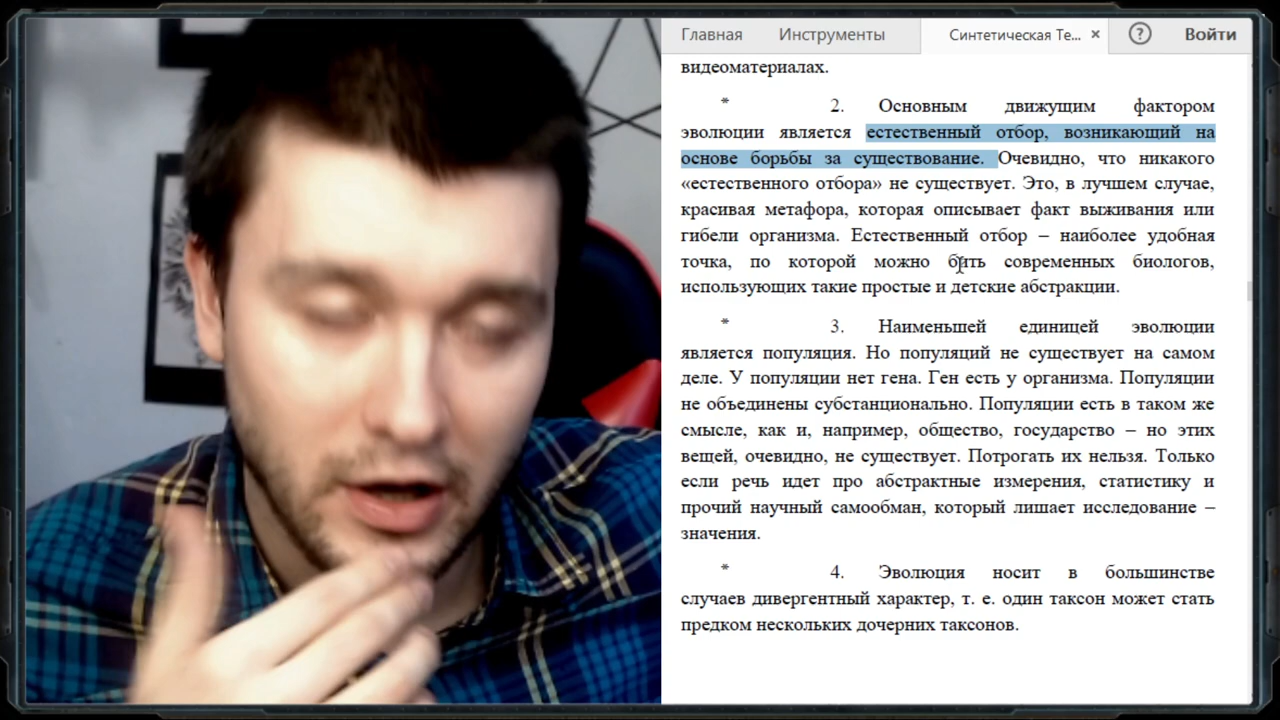 Главная Инструменты Синтетическая Те... × ? Войти
видеоматериалах.
* 2. Основным движущим фактором
эволюции является естественный отбор, возникающий на
основе борьбы за существование. Очевидно, что никакого
«естественного отбора» не существует. Это, в лучшем случае,
красивая метафора, которая описывает факт выживания или
гибели организма. Естественный отбор – наиболее удобная
точка, по которой можно бить современных биологов,
использующих такие простые и детские абстракции.
* 3. Наименьшей единицей эволюции
является популяция. Но популяций не существует на самом
деле. У популяции нет гена. Ген есть у организма. Популяции
не объединены субстанционально. Популяции есть в таком же
смысле, как и, например, общество, государство – но этих
вещей, очевидно, не существует. Потрогать их нельзя. Только
если речь идет про абстрактные измерения, статистику и
прочий научный самообман, который лишает исследование –
значения.
* 4. Эволюция носит в большинстве
случаев дивергентный характер, т. е. один таксон может стать
предком нескольких дочерних таксонов.